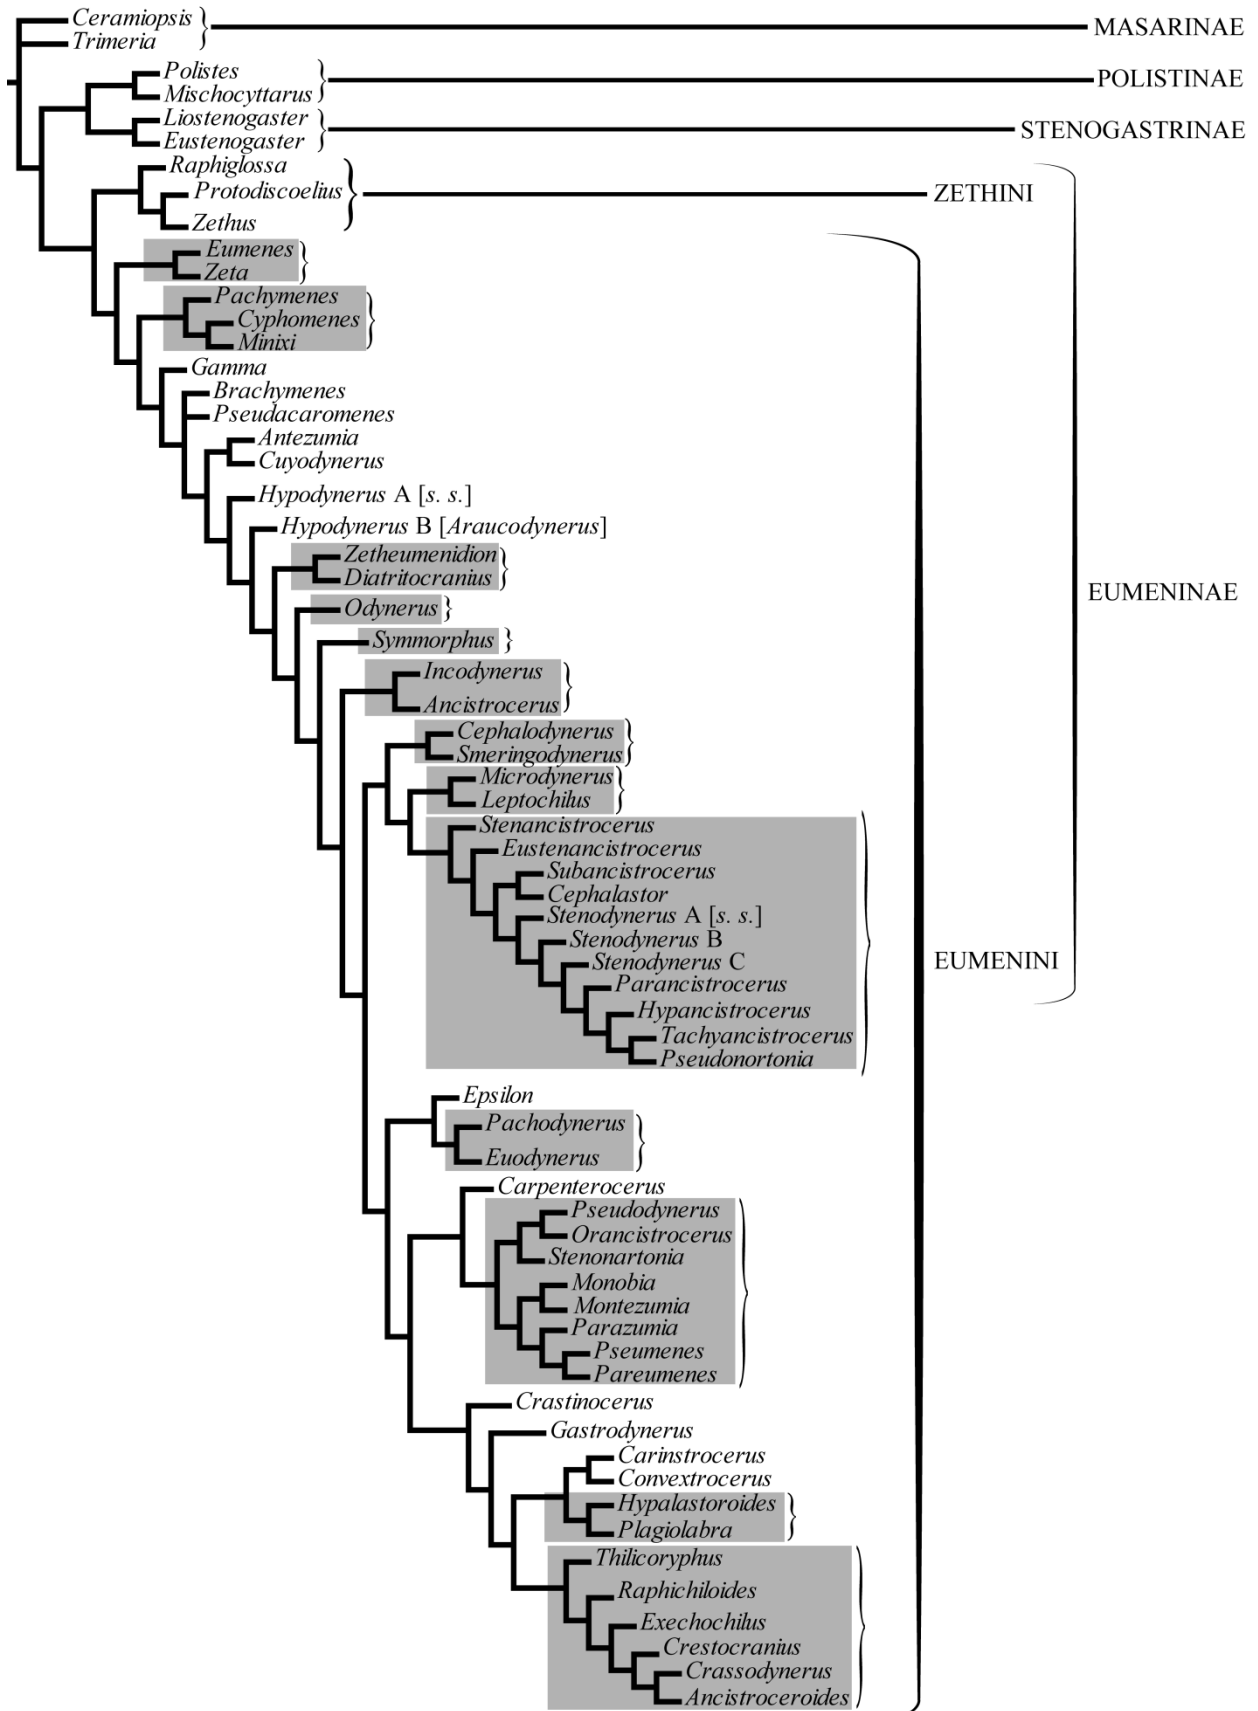 Ceramiopsis
Trimeria
MASARINAE
Polistes
Mischocyttarus
POLISTINAE
Liostenogaster
Eustenogaster
STENOGASTRINAE
Raphiglossa
Protodiscoelius
Zethus
ZETHINI
Eumenes
Zeta
Pachymenes
Cyphomenes
Minixi
Gamma
Brachymenes
Pseudacaromenes
Antezumia
Cuyodynerus
Hypodynerus A [s. s.]
Hypodynerus B [Araucodynerus]
Zetheumenidion
Diatritocranius
EUMENINAE
Odynerus
Symmorphus
Incodynerus
Ancistrocerus
Cephalodynerus
Smeringodynerus
Microdynerus
Leptochilus
Stenancistrocerus
Eustenancistrocerus
Subancistrocerus
Cephalastor
Stenodynerus A [s. s.]
Stenodynerus B
Stenodynerus C
EUMENINI
Parancistrocerus
Hypancistrocerus
Tachyancistrocerus
Pseudonortonia
Epsilon
Pachodynerus
Euodynerus
Carpenterocerus
Pseudodynerus
Orancistrocerus
Stenonartonia
Monobia
Montezumia
Parazumia
Pseumenes
Pareumenes
Crastinocerus
Gastrodynerus
Carinstrocerus
Convextrocerus
Hypalastoroides
Plagiolabra
Thilicoryphus
Raphichiloides
Exechochilus
Crestocranius
Crassodynerus
Ancistroceroides